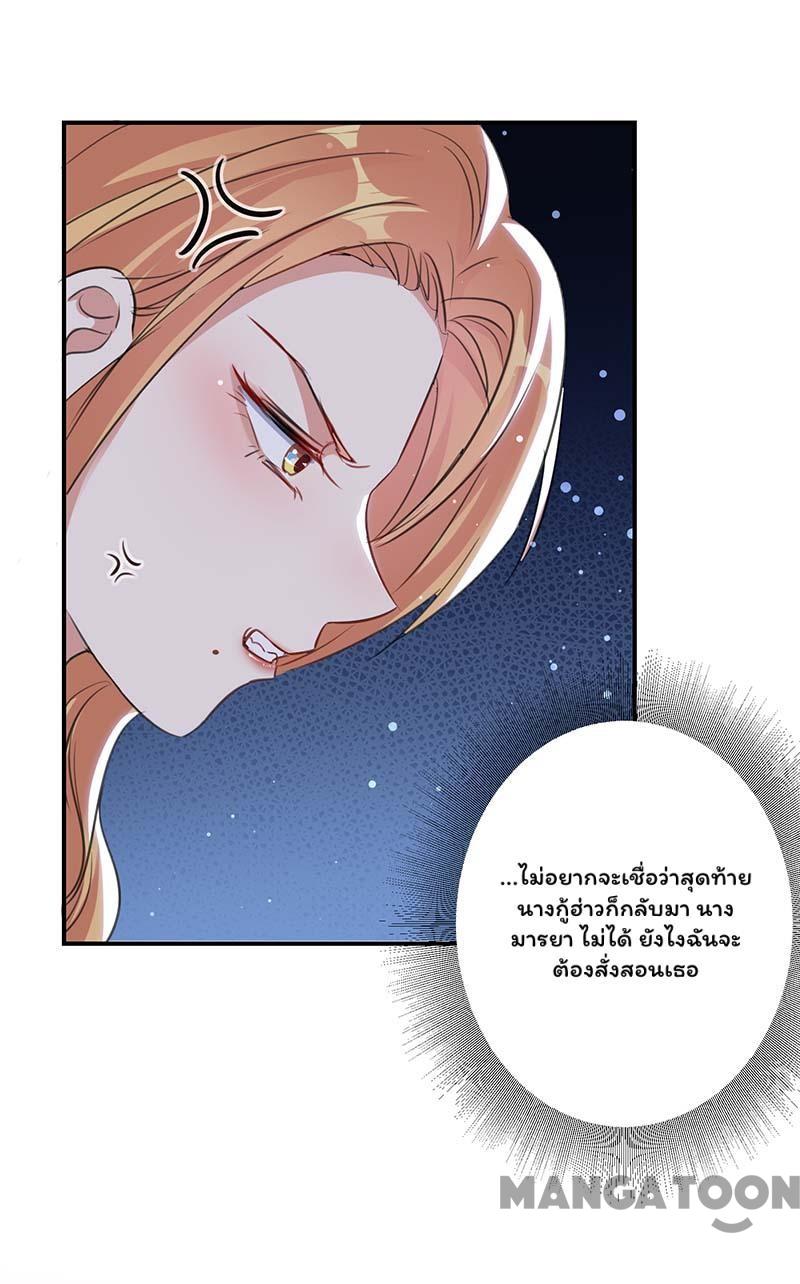 ...ไม่อยากจะเชื่อว่าสุดท้าย
นางกู้ฮ่าวก็กลับมา นาง
มารยา ไม่ได้ ยังไงฉันจะ
ต้องสั่งสอนเธอ
MANGATOON